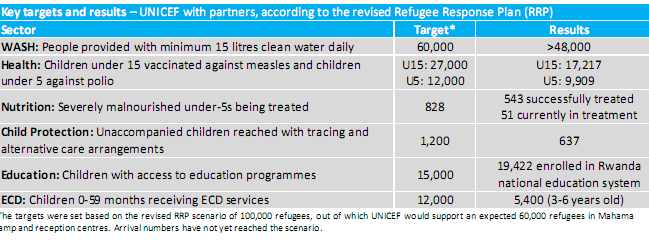 Key targets and results – UNICEF with partners, according to the revised Refugee Response Plan (RRP)
Sector Target* Results
WASH: People provided with minimum 15 litres clean water daily 60,000 >48,000
Health: Children under 15 vaccinated against measles and children U15: 27,000 U15: 17,217
under 5 against polio U5: 12,000 U5: 9,909
Nutrition: Severely malnourished under-5s being treated 828 543 successfully treated
51 currently in treatment
Child Protection: Unaccompanied children reached with tracing and
alternative care arrangements 1,200 637
Education: Children with access to education programmes 15,000 19,422 enrolled in Rwanda
national education system
ECD: Children 0-59 months receiving ECD services 12,000 5,400 (3-6 years old)
The targets were set based on the revised RRP scenario of 100,000 refugees, out of which UNICEF would support an expected 60,000 refugees in Mahama
amp and reception centres. Arrival numbers have not yet reached the scenario.